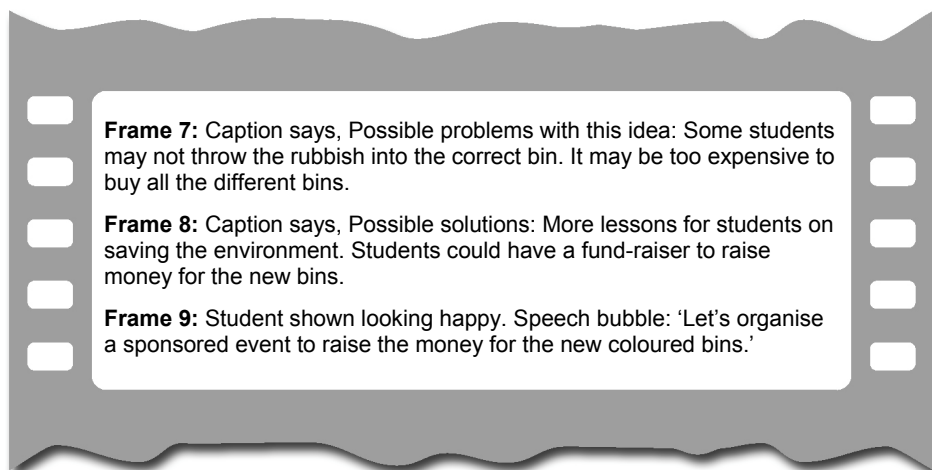 Frame 7: Caption says, Possible problems with this idea: Some students
may not throw the rubbish into the correct bin. It may be too expensive to
buy all the different bins.
Frame 8: Caption says, Possible solutions: More lessons for students on
saving the environment. Students could have a fund-raiser to raise
money for the new bins.
Frame 9: Student shown looking happy. Speech bubble: ‘Let’s organise
a sponsored event to raise the money for the new coloured bins.’